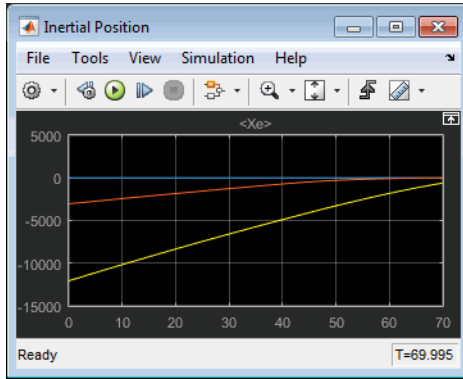 Inertial Position
File Tools View Simulation Help
<Xe>
5000
0
-5000
-10000
-15000
0 10 20 30 40 50 60 70
Ready T=69.995